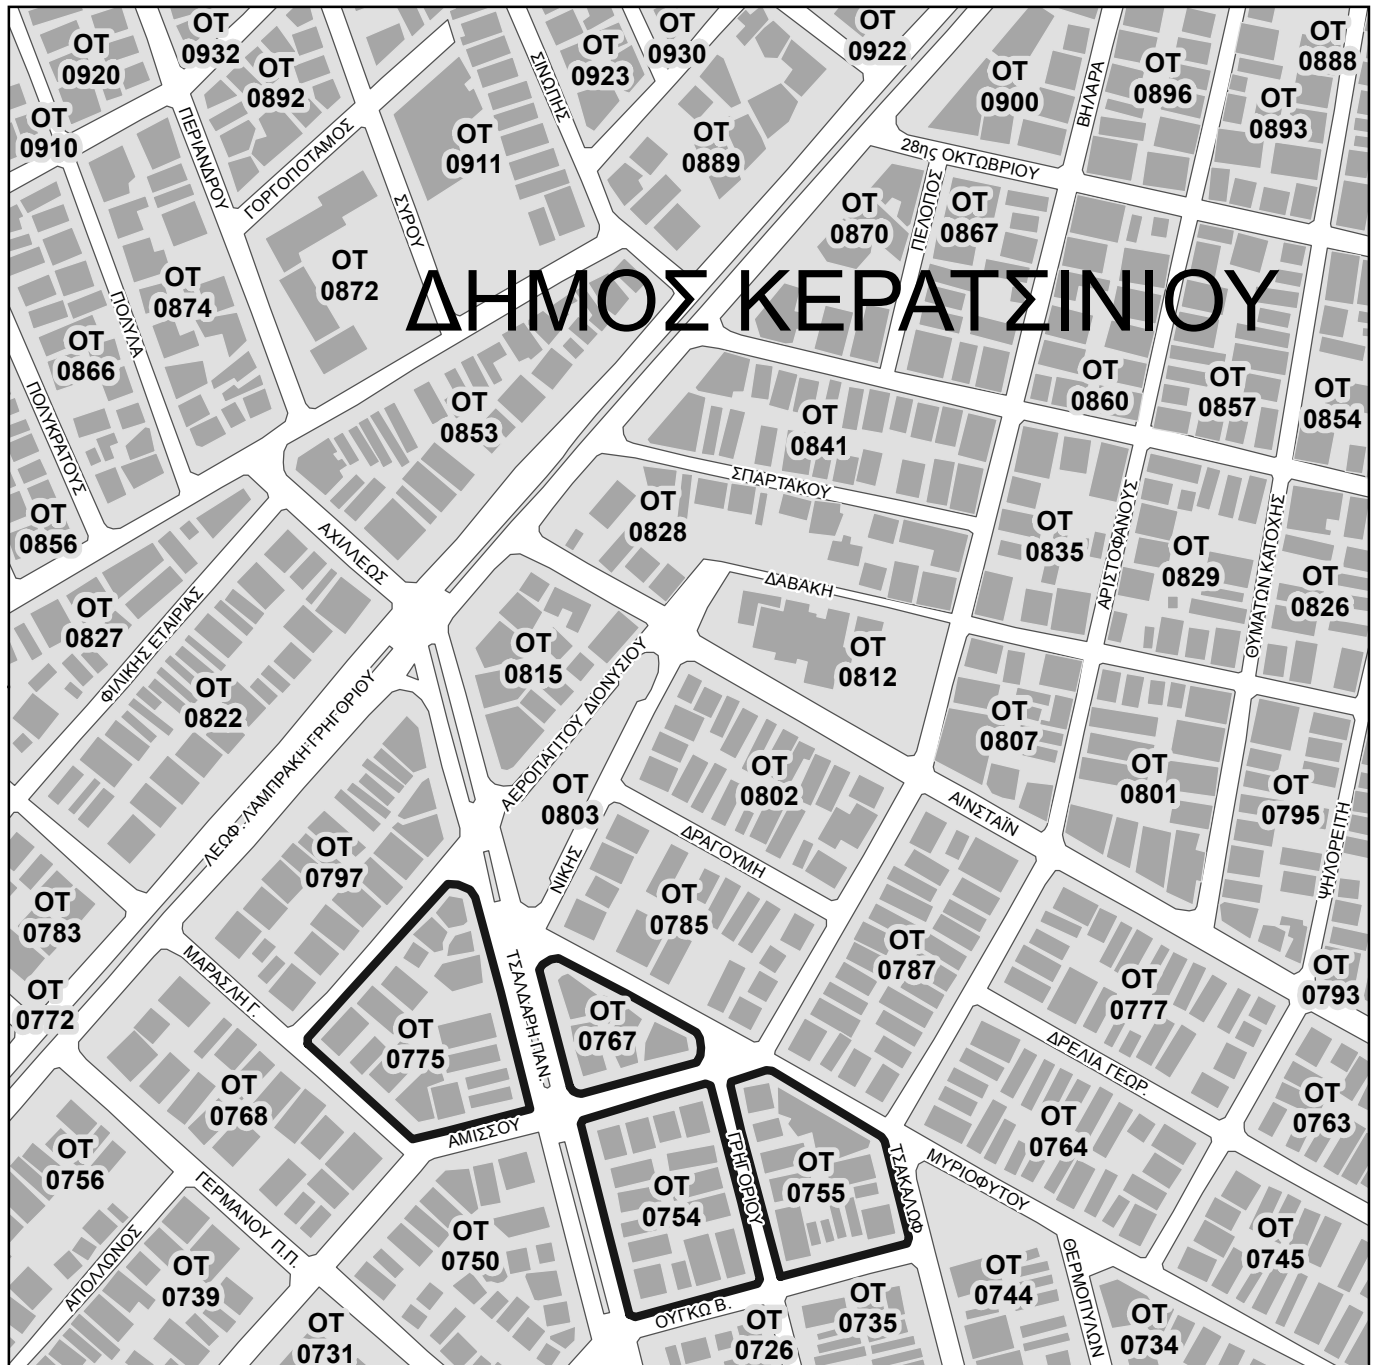 ΟΤ
0920
ΟΤ
0932
ΟΤ
0892
ΟΤ
0910
ΠΕΡΙΑΝΔΡΟΥ
ΓΟΡΓΟΠΟΤΑΜΟΣ
ΟΤ
0911
ΣΙΝΩΠΗΣ
ΟΤ
0923
ΟΤ
0930
ΟΤ
0889
ΟΤ
0922
ΟΤ
0900
ΒΗΛΑΡΑ
ΟΤ
0896
ΟΤ
0893
ΟΤ
0888
28ης ΟΚΤΩΒΡΙΟΥ
ΣΥΡΟΥ
ΟΤ
0870
ΠΕΛΟΠΟΣ
ΟΤ
0867
ΟΤ
0872
ΟΤ
0874
ΠΟΛΥΛΑ
ΔΗΜΟΣ ΚΕΡΑΤΣΙΝΙΟΥ
ΟΤ
0866
ΠΟΛΥΚΡΑΤΟΥΣ
ΟΤ
0853
ΟΤ
0841
ΟΤ
0860
ΟΤ
0857
ΟΤ
0854
ΣΠΑΡΤΑΚΟΥ
ΟΤ
0856
ΑΧΙΛΛΕΩΣ
ΟΤ
0828
ΟΤ
0835
ΑΡΙΣΤΟΦΑΝΟΥΣ
ΟΤ
0829
ΘΥΜΑΤΩΝ ΚΑΤΟΧΗΣ
ΟΤ
0826
ΔΑΒΑΚΗ
ΟΤ
0827
ΦΙΛΙΚΗΣ ΕΤΑΙΡΙΑΣ
ΟΤ
0822
ΟΤ
0815
ΑΕΡΟΠΑΓΙΤΟΥ ΔΙΟΝΥΣΙΟΥ
ΟΤ
0812
ΟΤ
0807
ΛΕΩΦ. ΛΑΜΠΡΑΚΗ ΓΡΗΓΟΡΙΟΥ
ΟΤ
0803
ΟΤ
0802
ΑΙΝΣΤΑΪΝ
ΟΤ
0801
ΟΤ
0795
ΨΗΛΟΡΕΙΤΗ
ΟΤ
0797
ΝΙΚΗΣ
ΔΡΑΓΟΥΜΗ
ΟΤ
0785
ΟΤ
0783
ΟΤ
0787
ΟΤ
0777
ΟΤ
0793
ΜΑΡΑΣΛΗ Γ.
ΟΤ
0772
ΤΣΑΛΔΑΡΗ ΠΑΝ.
ΟΤ
0775
ΟΤ
0767
ΔΡΕΛΙΑ ΓΕΩΡ.
ΟΤ
0768
ΑΜΙΣΣΟΥ
ΟΤ
0764
ΟΤ
0763
ΟΤ
0756
ΓΕΡΜΑΝΟΥ Π.Π.
ΓΡΗΓΟΡΙΟΥ
ΟΤ
0755
ΤΣΑΚΑΛΩΦ
ΜΥΡΙΟΦΥΤΟΥ
ΟΤ
0754
ΟΤ
0750
ΑΠΟΛΛΩΝΟΣ
ΟΤ
0739
ΟΤ
0744
ΘΕΡΜΟΠΥΛΩΝ
ΟΤ
0745
ΟΥΓΚΩ Β.
ΟΤ
0731
ΟΤ
0726
ΟΤ
0735
ΟΤ
0734